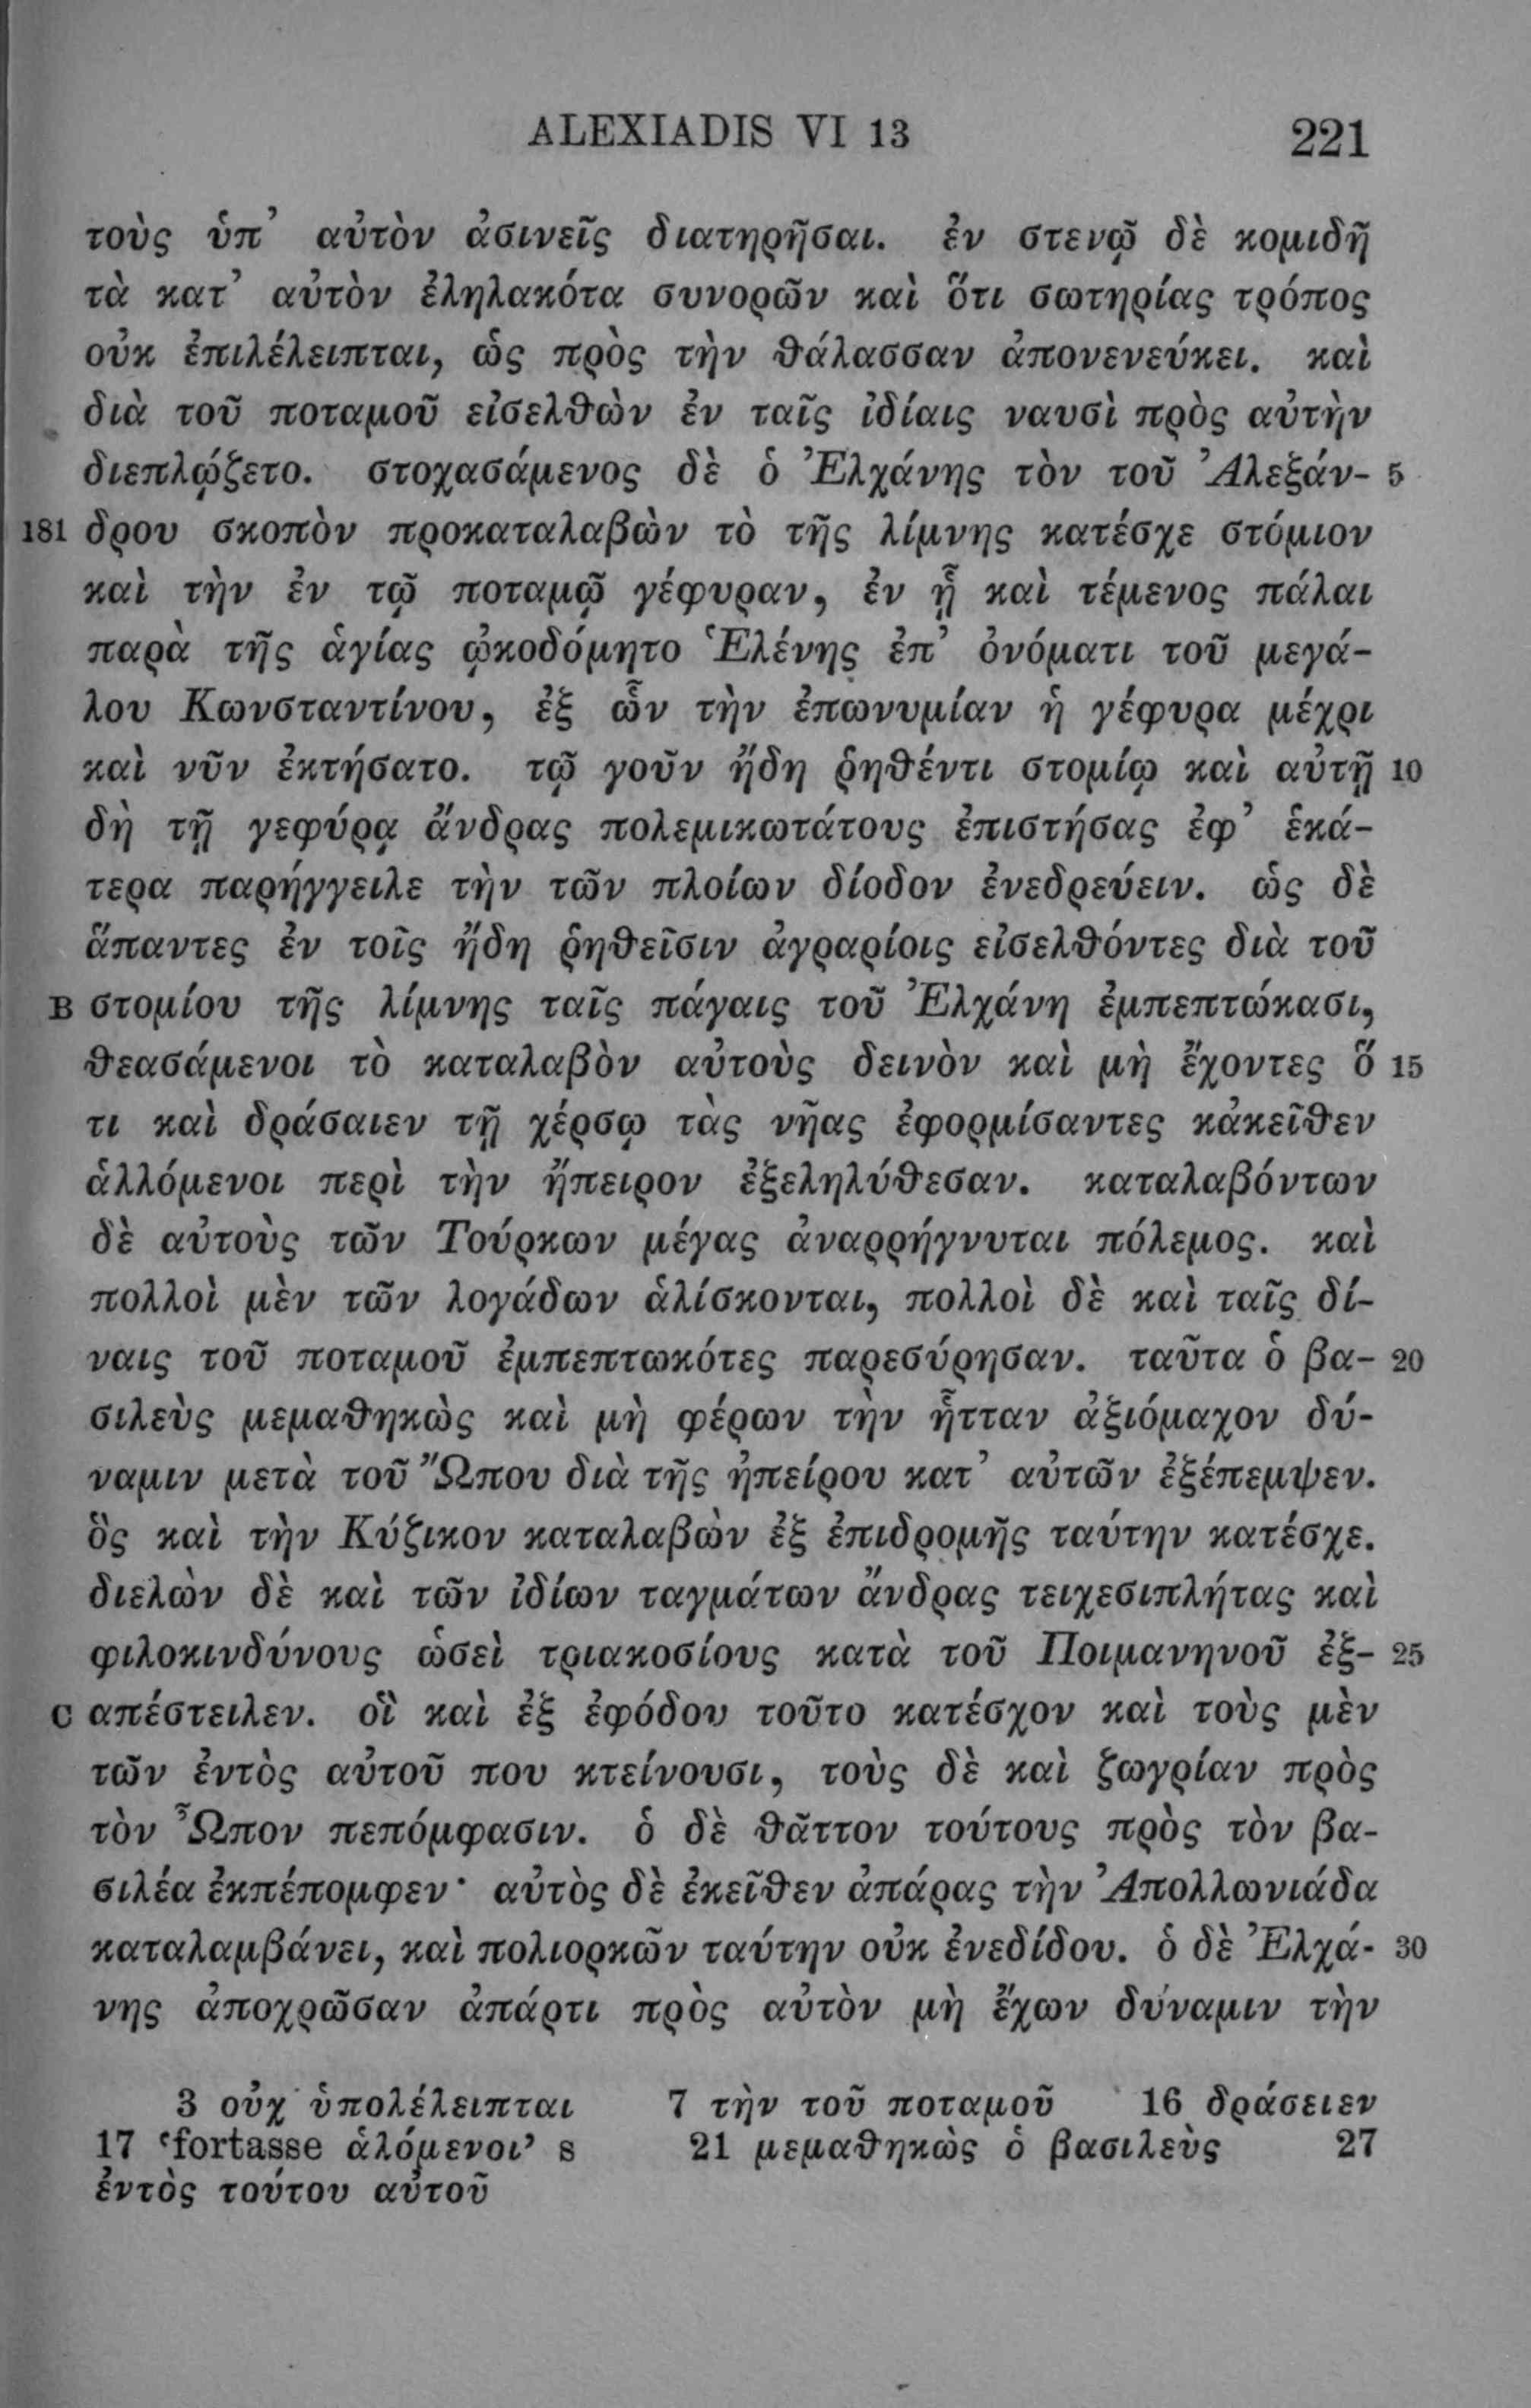 ALEXIADIS VI 13 221
τοὺς ὑπ’ αὐτὸν ἀσινεῖς διατηρῆσαι. ἐν στενῷ δὲ κομιδῆ
τὰ κατ’ αὐτὸν ἐληλακότα συνορῶν καὶ ὅτι σωτηρίας τρόπος
οὐκ ἐπιλέλειπται, ὡς πρὸς τὴν θάλασσαν ἀπονενεύκει. καὶ
διὰ τοῦ ποταμοῦ εἰσελθὼν ἐν ταῖς ἰδίαις ναυσὶ πρὸς αὐτὴν
διεπλῴζετο. στοχασάμενος δὲ ὁ Ἐλχάνης τὸν τοῦ Ἀλεξάν- 5
181 δρου σκοπὸν προκαταλαβὼν τὸ τῆς λίμνης κατέσχε στόμιον
καὶ τὴν ἐν τῷ ποταμῷ γέφυραν, ἐν ᾗ καὶ τέμενος πάλαι
παρὰ τῆς ἁγίας ᾠκοδόμητο Ἑλένης ἐπ’ ὀνόματι τοῦ μεγά-
λου Κωνσταντίνου, ἐξ ὧν τὴν ἐπωνυμίαν ἡ γέφυρα μέχρι
καὶ νῦν ἐκτήσατο. τῷ γοῦν ἤδη ῥηθέντι στομίῳ καὶ αὐτῇ 10
δὴ τῇ γεφύρᾳ ἄνδρας πολεμικωτάτους ἐπιστήσας ἐφ’ ἑκά-
τερα παρήγγειλε τὴν τῶν πλοίων δίοδον ἐνεδρεύειν. ὡς δὲ
ἅπαντες ἐν τοῖς ἤδη ῥηθεῖσιν ἀγραρίοις εἰσελθόντες διὰ τοῦ
B στομίου τῆς λίμνης ταῖς πάγαις τοῦ Ἐλχάνη ἐμπεπτώκασι,
θεασάμενοι τὸ καταλαβὸν αὐτοὺς δεινὸν καὶ μὴ ἔχοντες ὅ 15
τι καὶ δράσαιεν τῇ χέρσῳ τὰς νῆας ἐφορμίσαντες κἀκεῖθεν
ἁλλόμενοι περὶ τὴν ἤπειρον ἐξεληλύθεσαν. καταλαβόντων
δὲ αὐτοὺς τῶν Τούρκων μέγας ἀναρρήγνυται πόλεμος. καὶ
πολλοὶ μὲν τῶν λογάδων ἁλίσκονται, πολλοὶ δὲ καὶ ταῖς δί-
ναις τοῦ ποταμοῦ ἐμπεπτωκότες παρεσύρησαν. ταῦτα ὁ βα- 20
σιλεὺς μεμαθηκὼς καὶ μὴ φέρων τὴν ἧτταν ἀξιόμαχον δύ-
ναμιν μετὰ τοῦ Ὤπου διὰ τῆς ἠπείρου κατ’ αὐτῶν ἐξέπεμψεν.
ὃς καὶ τὴν Κύζικον καταλαβὼν ἐξ ἐπιδρομῆς ταύτην κατέσχε.
διελὼν δὲ καὶ τῶν ἰδίων ταγμάτων ἄνδρας τειχεσιπλήτας καὶ
φιλοκινδύνους ὡσεὶ τριακοσίους κατὰ τοῦ Ποιμανηνοῦ ἐξ- 25
C απέστειλεν. οἳ καὶ ἐξ ἐφόδου τοῦτο κατέσχον καὶ τοὺς μὲν
τῶν ἐντὸς αὐτοῦ που κτείνουσι, τοὺς δὲ καὶ ζωγρίαν πρὸς
τὸν Ὦπον πεπόμφασιν. ὁ δὲ θᾶττον τούτους πρὸς τὸν βα-
σιλέα ἐκπέπομφεν· αὐτὸς δὲ ἐκεῖθεν ἀπάρας τὴν Ἀπολλωνιάδα
καταλαμβάνει, καὶ πολιορκῶν ταύτην οὐκ ἐνεδίδου. ὁ δὲ Ἐλχά- 30
νης ἀποχρῶσαν ἀπάρτι πρὸς αὐτὸν μὴ ἔχων δύναμιν τὴν
3 οὐχ ὑπολέλειπται 7 τὴν τοῦ ποταμοῦ 16 δράσειεν
17 ‘fortasse ἁλόμενοι’ s 21 μεμαθηκὼς ὁ βασιλεὺς 27
ἐντὸς τούτου αὐτοῦ